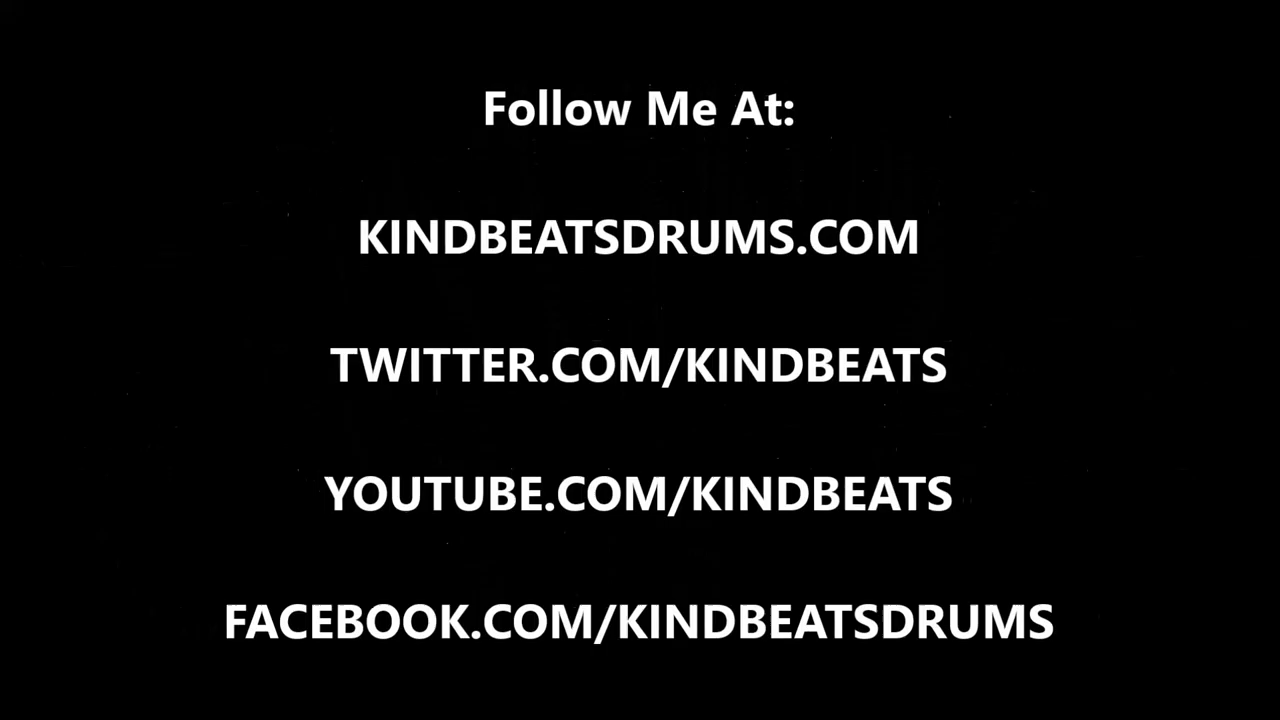 Follow Me At:
KINDBEATSDRUMS.COM
TWITTER.COM/KINDBEATS
YOUTUBE.COM/KINDBEATS
FACEBOOK.COM/KINDBEATSDRUMS